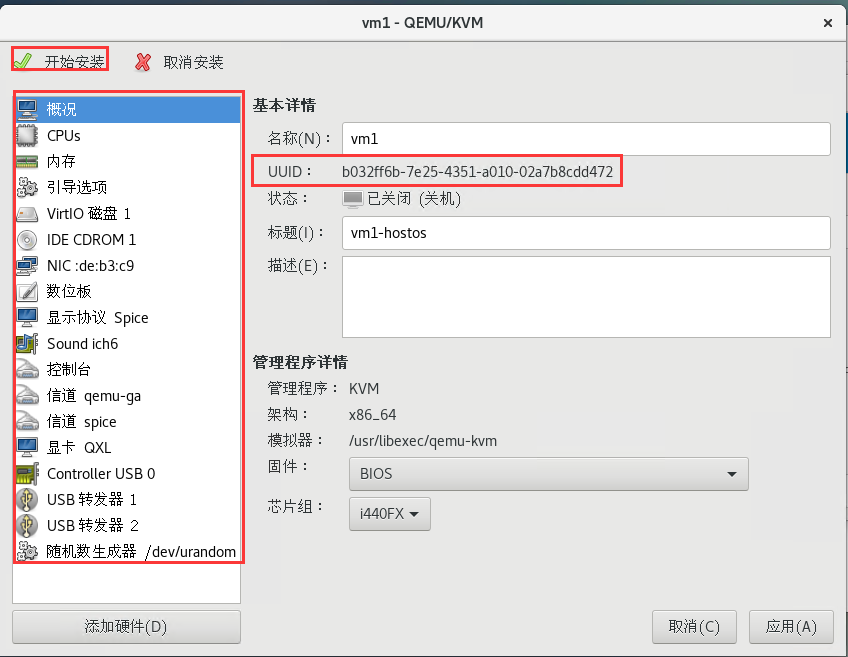 vm1 - QEMU/KVM
开始安装 取消安装
概况
CPUs
内存
引导选项
VirtIO 磁盘 1
IDE CDROM 1
NIC :de:b3:c9
数位板
显示协议 Spice
Sound ich6
控制台
信道 qemu-ga
信道 spice
显卡 QXL
Controller USB 0
USB 转发器 1
USB 转发器 2
随机数生成器 /dev/urandom
添加硬件(D)
基本详情
名称(N)： vm1
UUID： b032ff6b-7e25-4351-a010-02a7b8cdd472
状态： 已关闭 (关机)
标题(I)： vm1-hostos
描述(E)：
管理程序详情
管理程序： KVM
架构： x86_64
模拟器： /usr/libexec/qemu-kvm
固件： BIOS
芯片组： i440FX
取消(C) 应用(A)